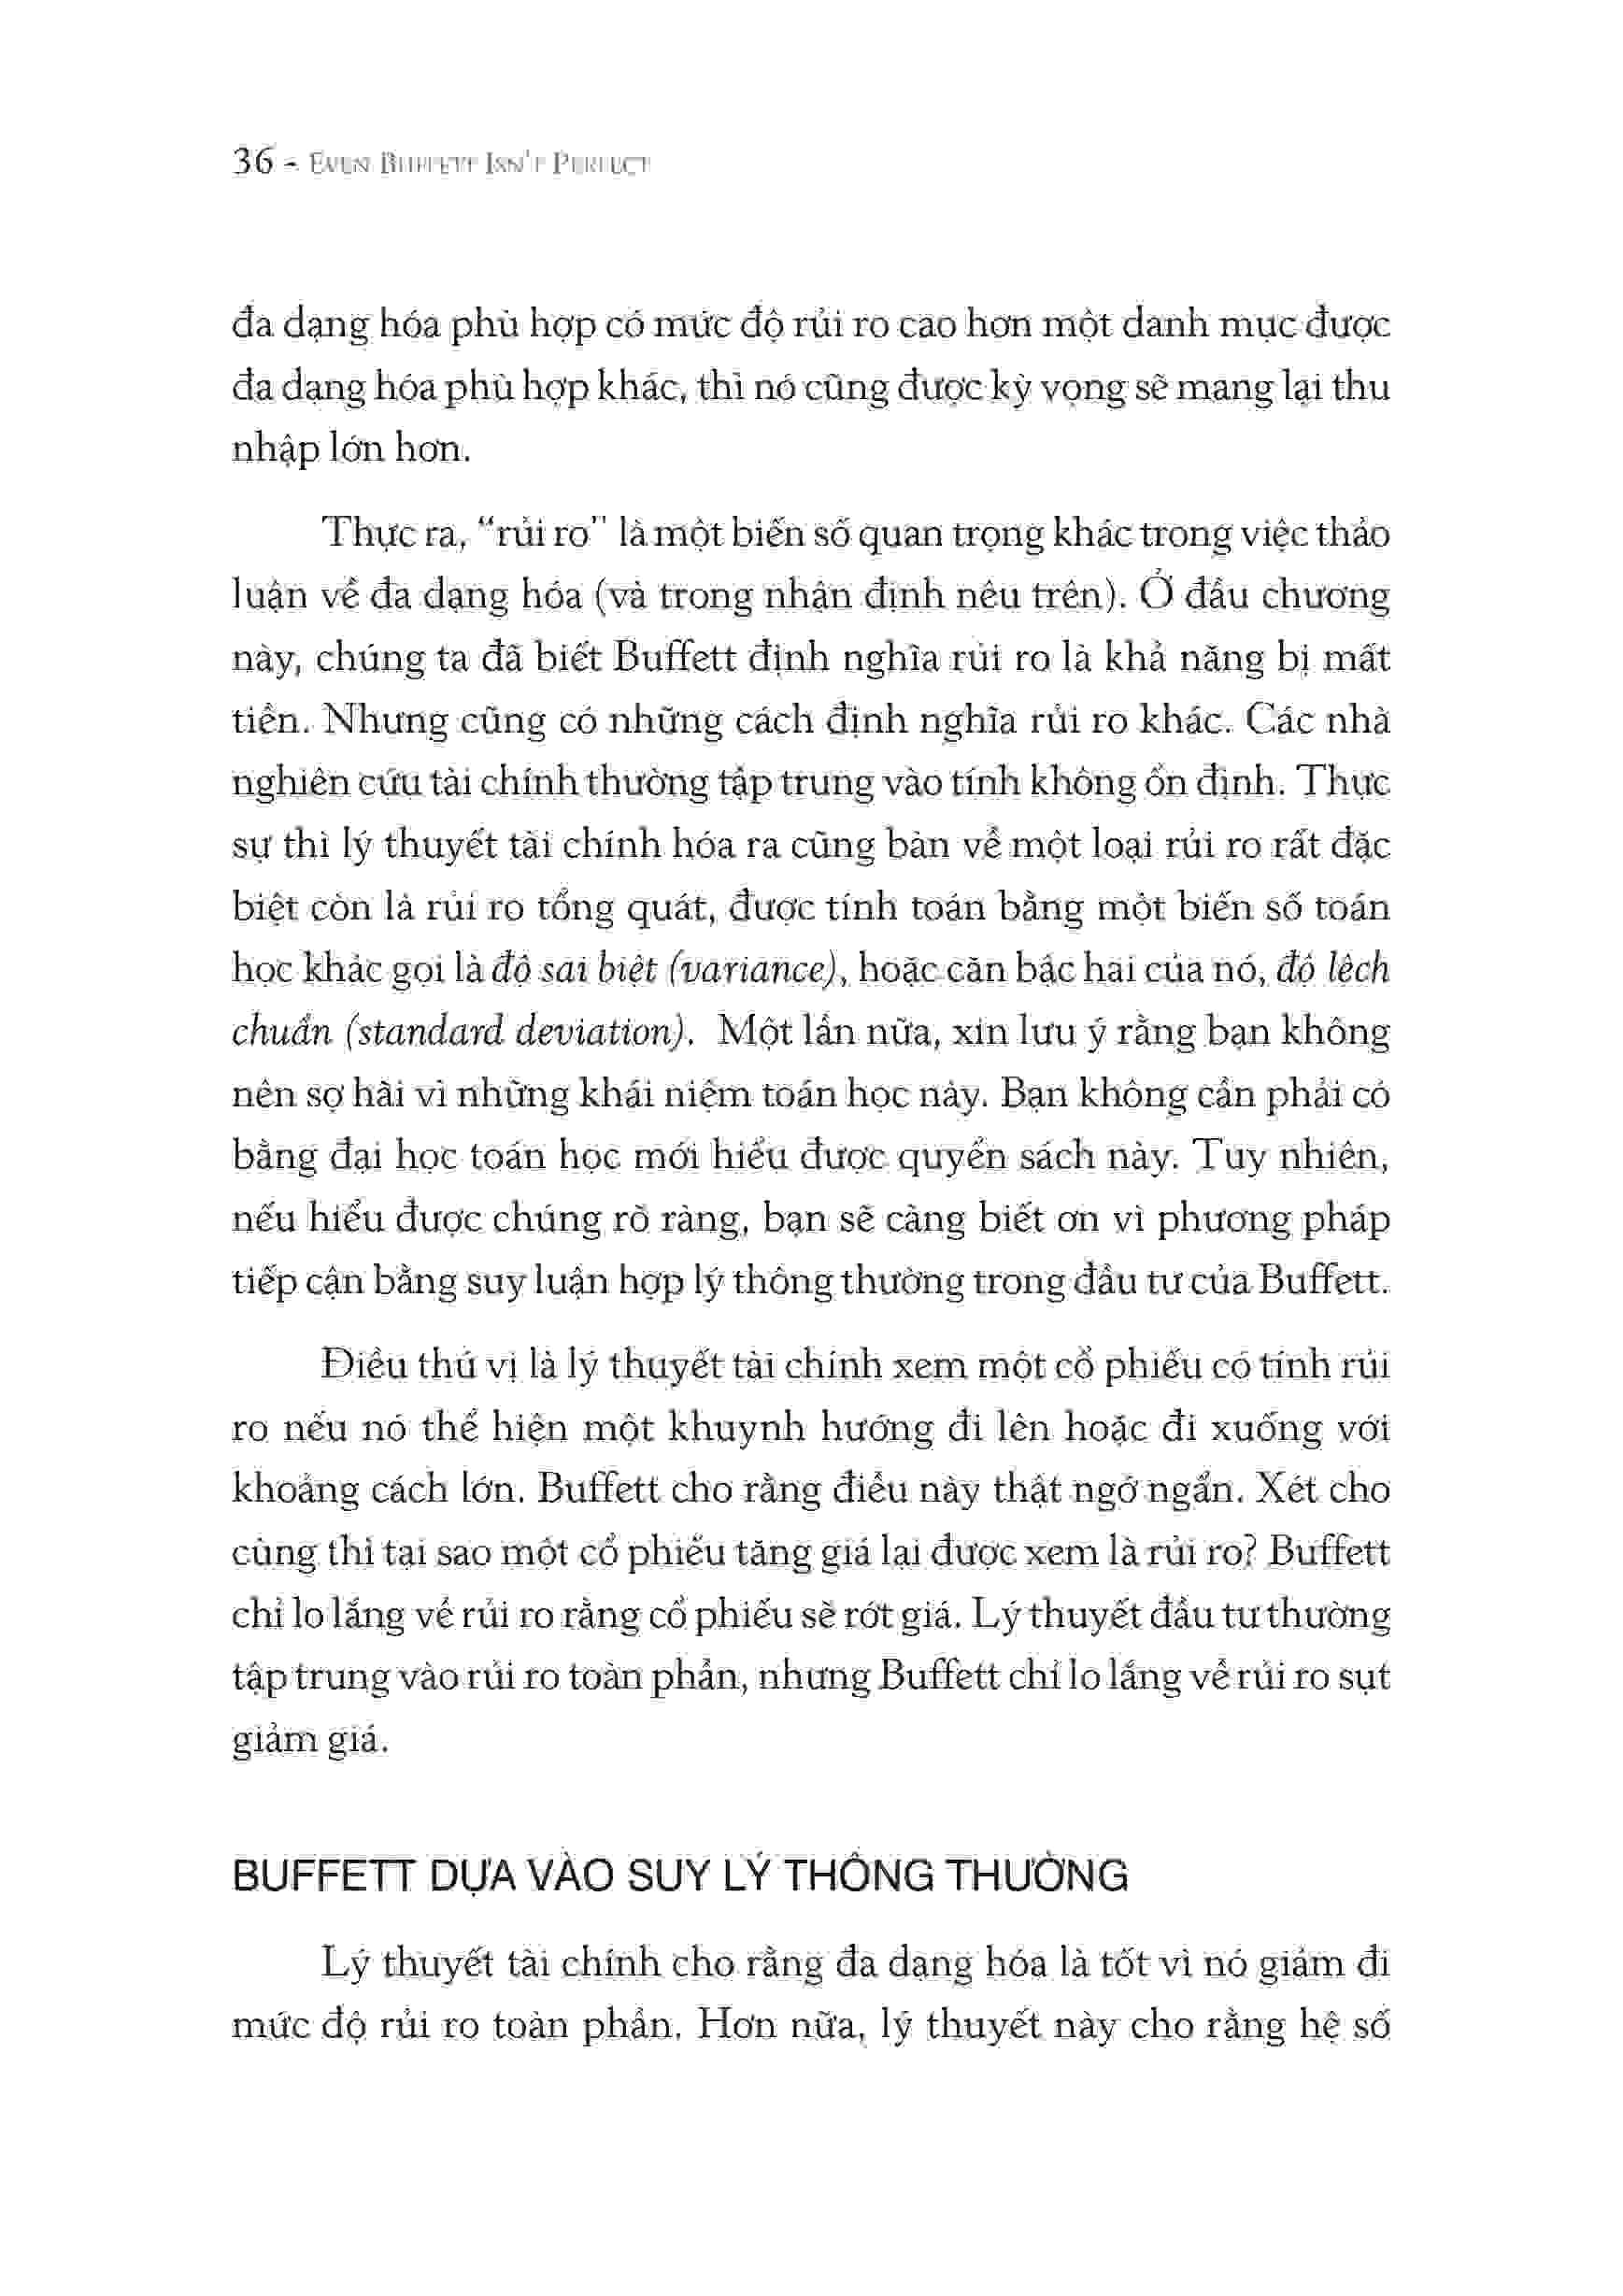 36 - Even Buffett Isn't Perfect
đa dạng hóa phù hợp có mức độ rủi ro cao hơn một danh mục được
đa dạng hóa phù hợp khác, thì nó cũng được kỳ vọng sẽ mang lại thu
nhập lớn hơn.
Thực ra, “rủi ro” là một biến số quan trọng khác trong việc thảo
luận về đa dạng hóa (và trong nhận định nêu trên). Ở đầu chương
này, chúng ta đã biết Buffett định nghĩa rủi ro là khả năng bị mất
tiền. Nhưng cũng có những cách định nghĩa rủi ro khác. Các nhà
nghiên cứu tài chính thường tập trung vào tính không ổn định. Thực
sự thì lý thuyết tài chính hóa ra cũng bàn về một loại rủi ro rất đặc
biệt còn là rủi ro tổng quát, được tính toán bằng một biến số toán
học khác gọi là độ sai biệt (variance), hoặc căn bậc hai của nó, độ lệch
chuẩn (standard deviation). Một lần nữa, xin lưu ý rằng bạn không
nên sợ hãi vì những khái niệm toán học này. Bạn không cần phải có
bằng đại học toán học mới hiểu được quyển sách này. Tuy nhiên,
nếu hiểu được chúng rõ ràng, bạn sẽ càng biết ơn vì phương pháp
tiếp cận bằng suy luận hợp lý thông thường trong đầu tư của Buffett.
Điều thú vị là lý thuyết tài chính xem một cổ phiếu có tính rủi
ro nếu nó thể hiện một khuynh hướng đi lên hoặc đi xuống với
khoảng cách lớn. Buffett cho rằng điều này thật ngớ ngẩn. Xét cho
cùng thì tại sao một cổ phiếu tăng giá lại được xem là rủi ro? Buffett
chỉ lo lắng về rủi ro rằng cổ phiếu sẽ rớt giá. Lý thuyết đầu tư thường
tập trung vào rủi ro toàn phần, nhưng Buffett chỉ lo lắng về rủi ro sụt
giảm giá.
BUFFETT DỰA VÀO SUY LÝ THÔNG THƯỜNG
Lý thuyết tài chính cho rằng đa dạng hóa là tốt vì nó giảm đi
mức độ rủi ro toàn phần. Hơn nữa, lý thuyết này cho rằng hệ số